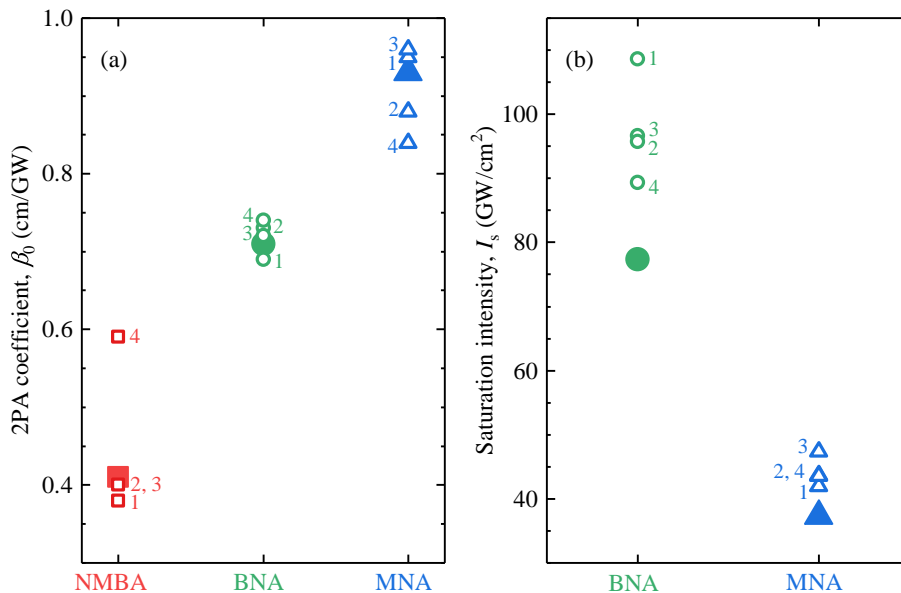 (a)
2PA coefficient, β₀ (cm/GW)
1.0
0.8
0.6
0.4
3
1
2
4
4
2
3
1
4
2, 3
1
NMBA
BNA
MNA
(b)
Saturation intensity, Iₛ (GW/cm²)
100
80
60
40
1
3
2
4
3
2, 4
1
BNA
MNA